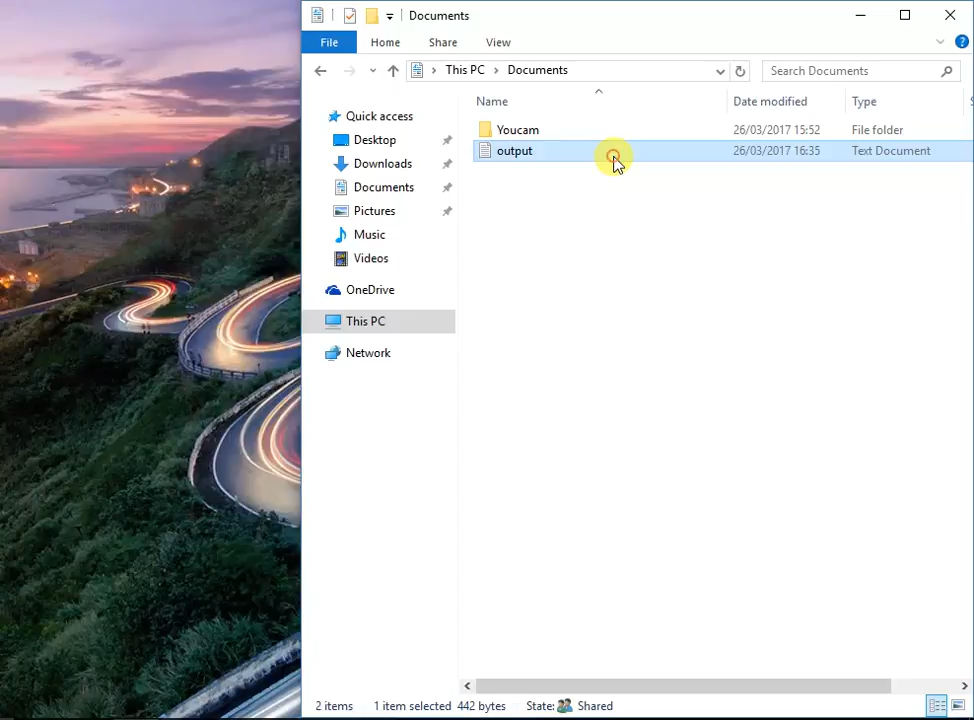 Documents
File Home Share View
This PC Documents Search Documents
Name Date modified Type
Quick access
Desktop
Downloads
Documents
Pictures
Music
Videos
OneDrive
This PC
Network
Youcam 26/03/2017 15:52 File folder
output 26/03/2017 16:35 Text Document
2 items 1 item selected 442 bytes State: Shared